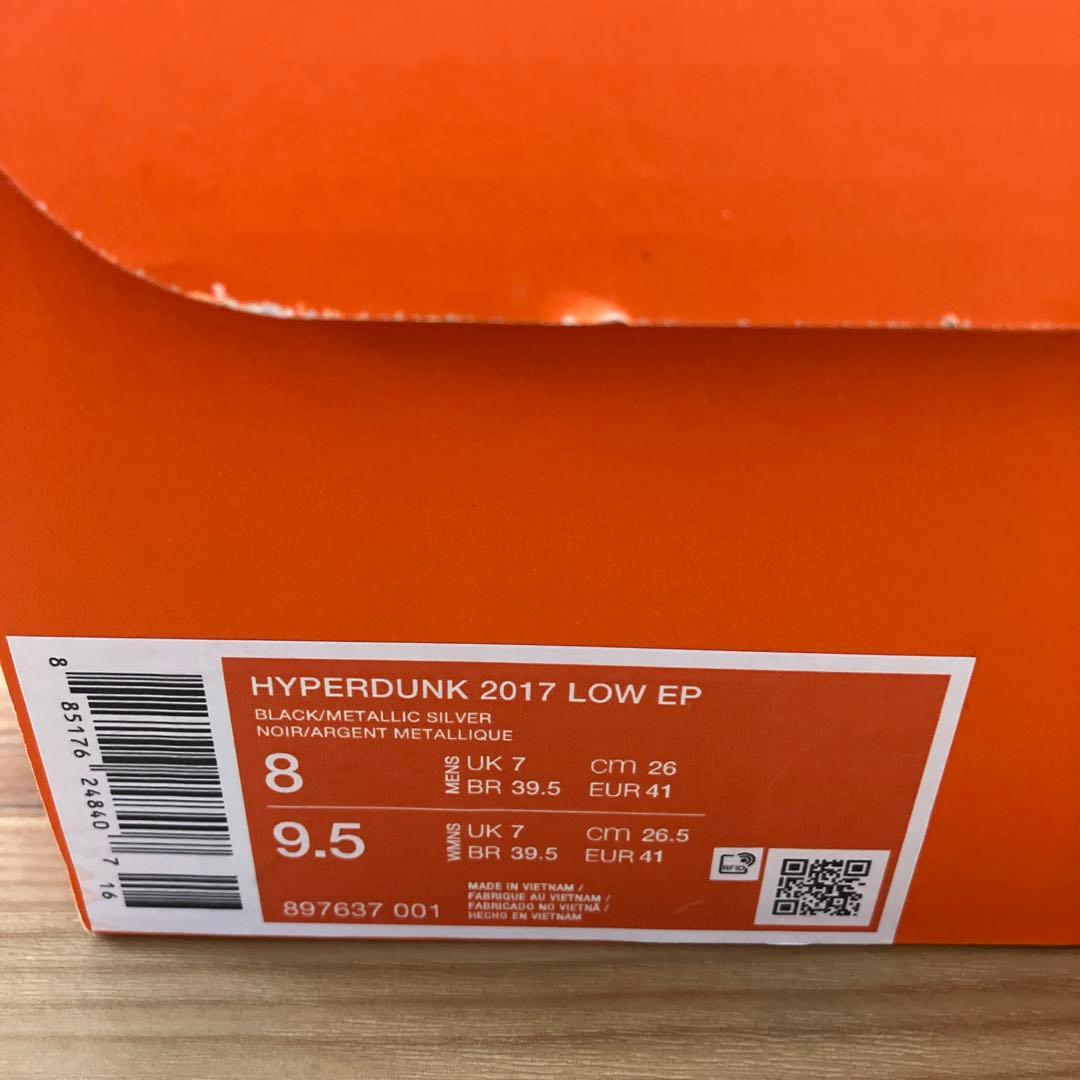 HYPERDUNK 2017 LOW EP
BLACK/METALLIC SILVER
NOIR/ARGENT METALLIQUE
8 MENS UK 7 cm 26
BR 39.5 EUR 41
9.5 WMNS UK 7 cm 26.5
BR 39.5 EUR 41
897637 001
MADE IN VIETNAM /
FABRIQUE AU VIETNAM /
FABRICADO NO VIETNÃ /
HECHO EN VIETNAM
RFID
8 85176 24840 7 16